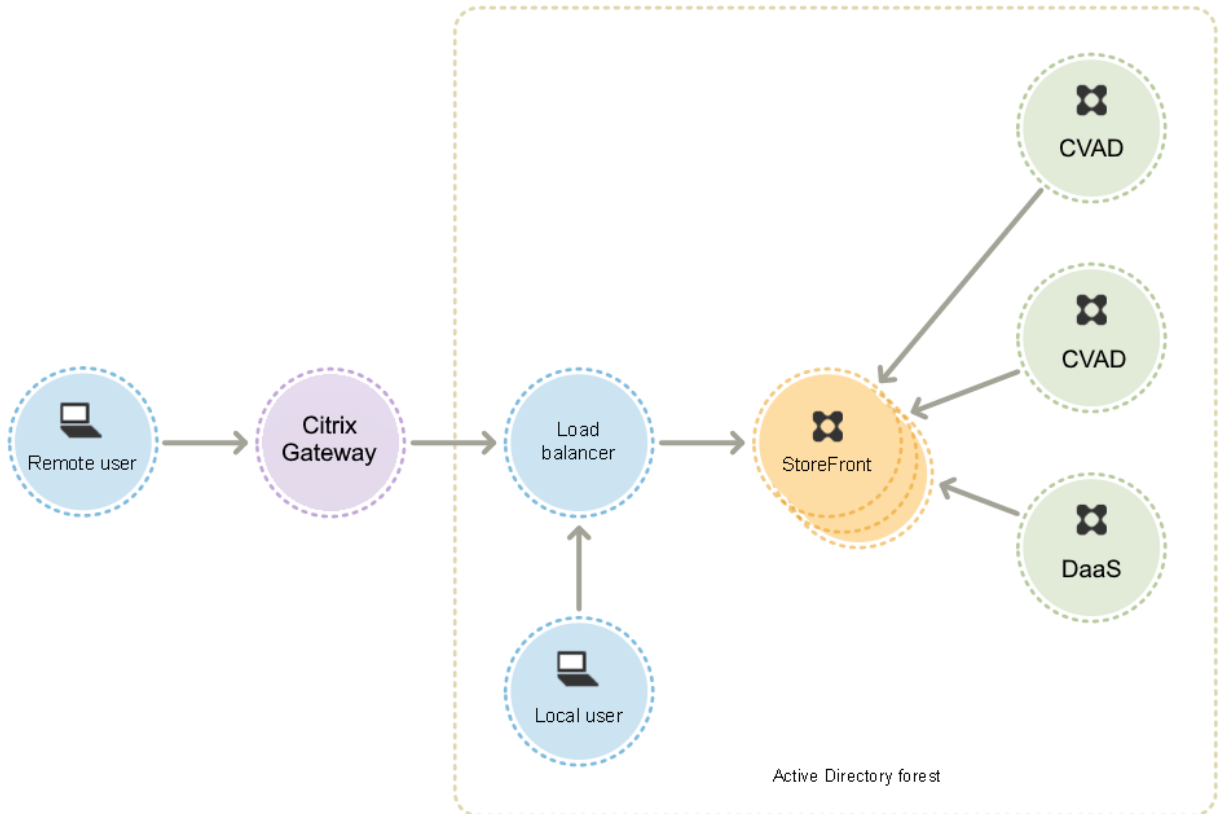 CVAD
CVAD
Remote user
Citrix
Gateway
Load
balancer
StoreFront
DaaS
Local user
Active Directory forest